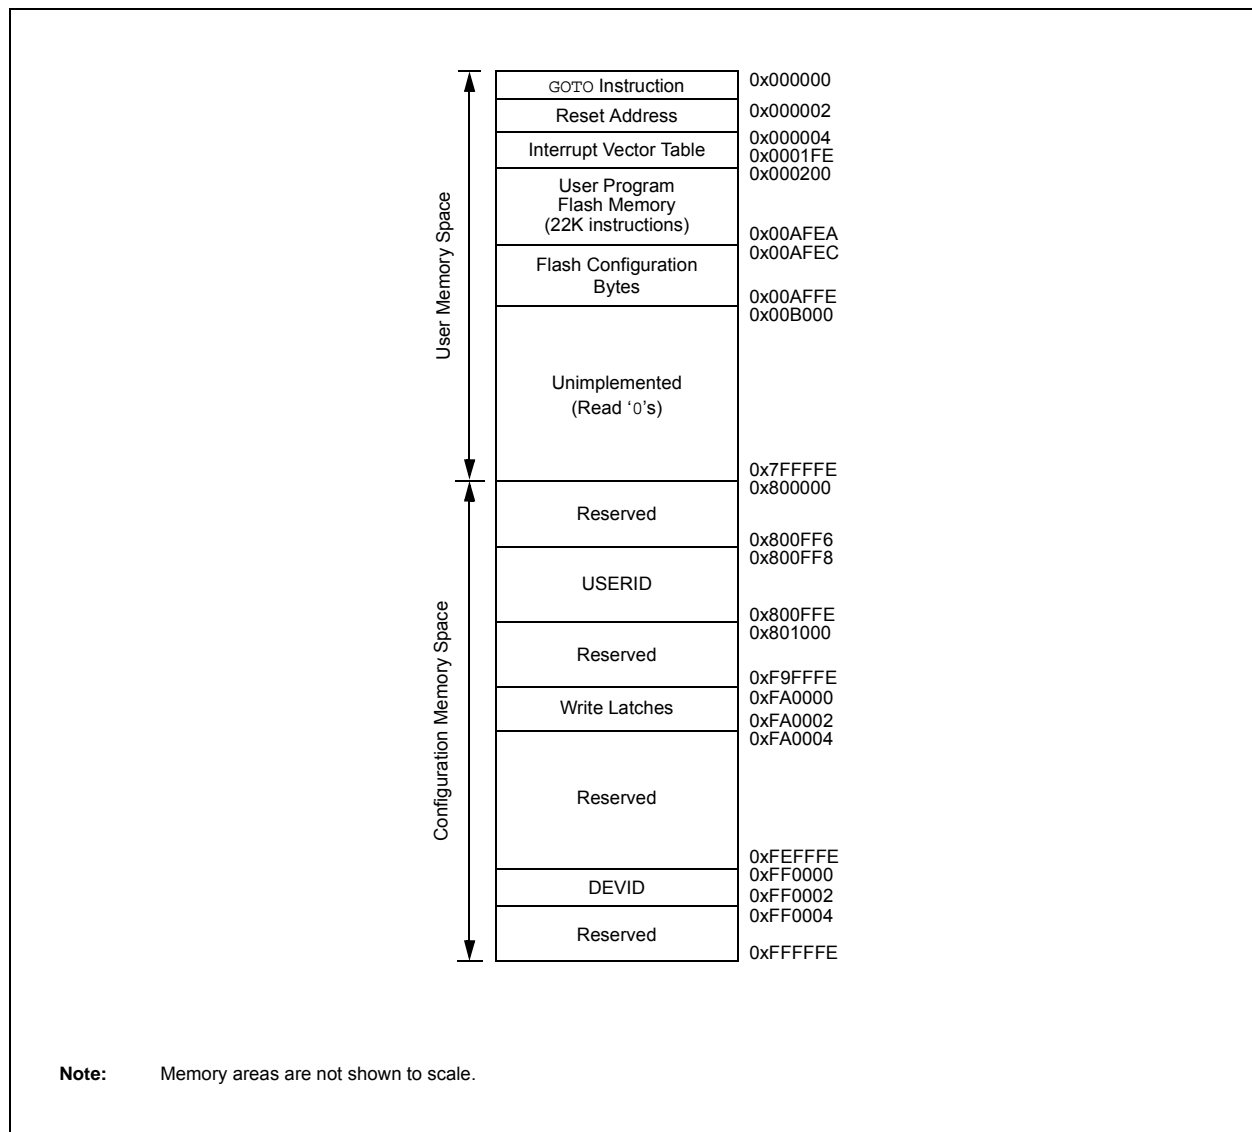 GOTO Instruction
0x000000
Reset Address
0x000002
Interrupt Vector Table
0x000004
0x0001FE
User Program
Flash Memory
(22K instructions)
0x000200
0x00AFEA
Flash Configuration
Bytes
0x00AFEC
0x00AFFE
Unimplemented
(Read ‘0’s)
0x00B000
0x7FFFFE
User Memory Space
Reserved
0x800000
0x800FF6
USERID
0x800FF8
0x800FFE
Reserved
0x801000
0xF9FFFE
Write Latches
0xFA0000
0xFA0002
Reserved
0xFA0004
0xFEFFFE
DEVID
0xFF0000
0xFF0002
Reserved
0xFF0004
0xFFFFFE
Configuration Memory Space
Note: Memory areas are not shown to scale.